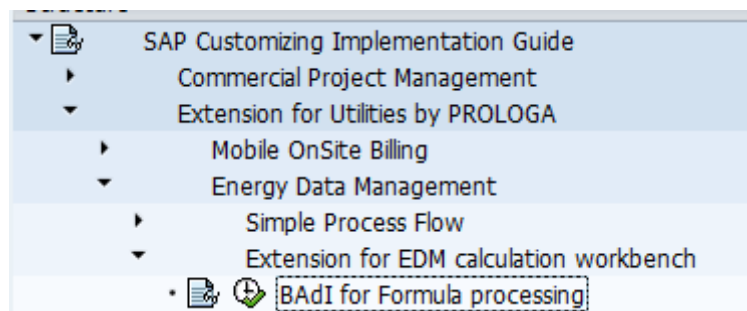 Structure
SAP Customizing Implementation Guide
Commercial Project Management
Extension for Utilities by PROLOGA
Mobile OnSite Billing
Energy Data Management
Simple Process Flow
Extension for EDM calculation workbench
BAdI for Formula processing